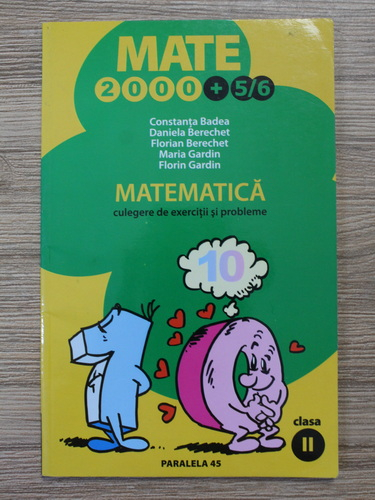 MATE
2000+5/6
Constanța Badea
Daniela Berechet
Florian Berechet
Maria Gardin
Florin Gardin
MATEMATICĂ
culegere de exerciții și probleme
10
clasa
II
PARALELA 45